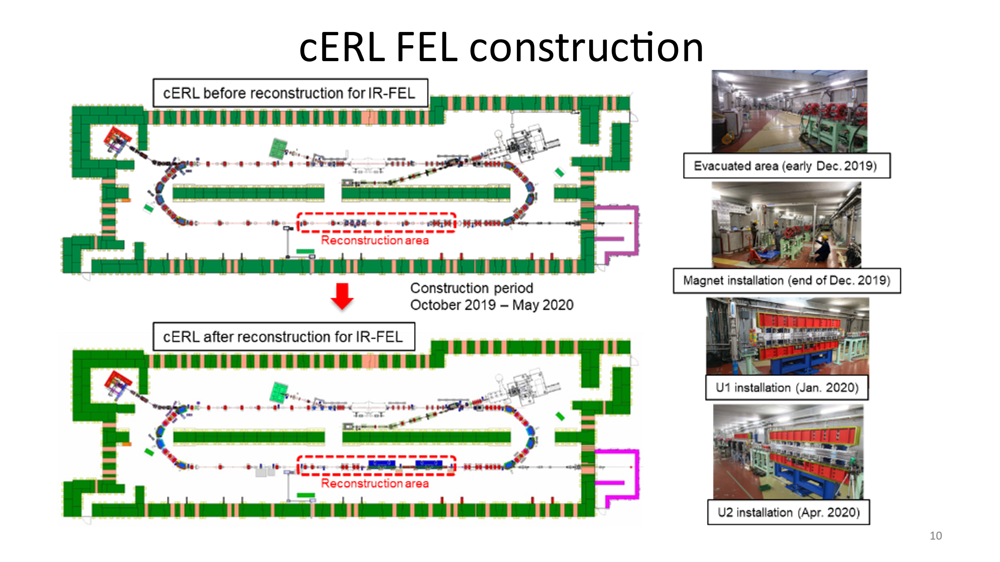 cERL FEL construction
cERL before reconstruction for IR-FEL
Reconstruction area
Construction period
October 2019 – May 2020
cERL after reconstruction for IR-FEL
Reconstruction area
Evacuated area (early Dec. 2019)
Magnet installation (end of Dec. 2019)
U1 installation (Jan. 2020)
U2 installation (Apr. 2020)
10